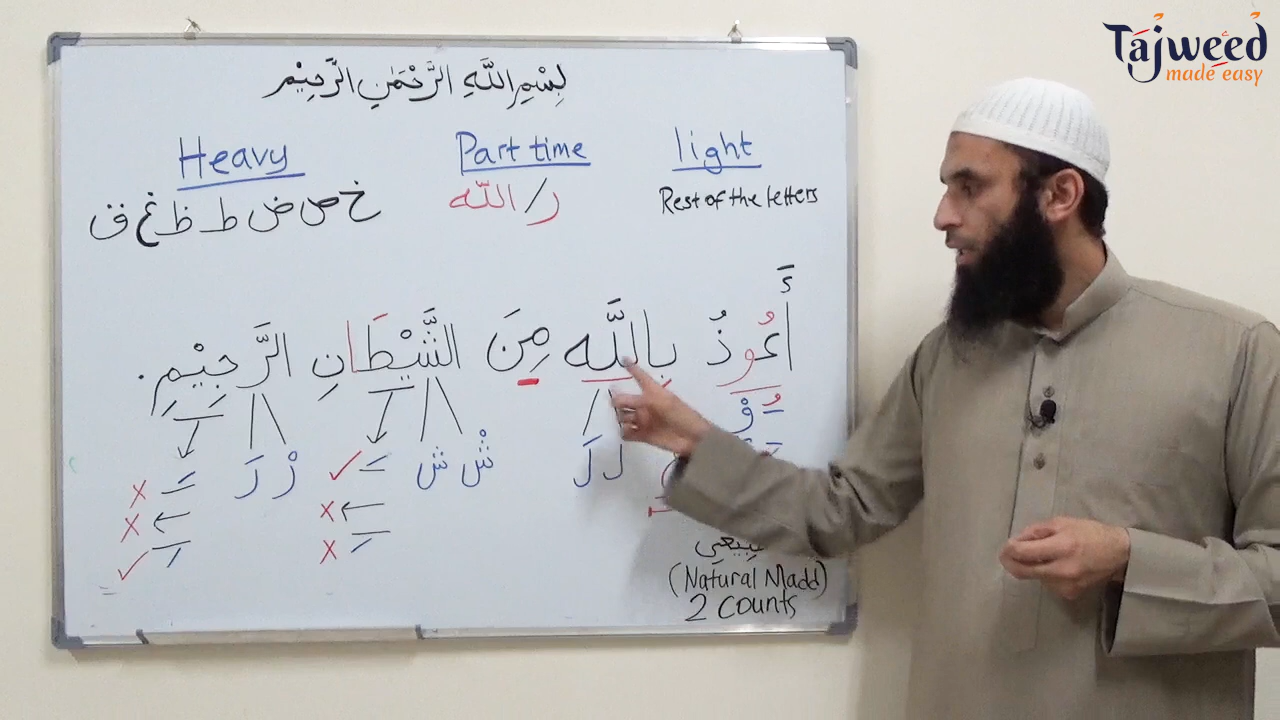 Tajweed
made easy
بِسْمِ اللَّهِ الرَّحْمَٰنِ الرَّحِيْمِ
Heavy
Part time
light
خ ص ض ط ظ غ ق
ر / اللّه
Rest of the letters
أَعُوذُ بِاللَّهِ مِنَ الشَّيْطَانِ الرَّجِيْمِ.
ـُ وْ
لْ لَ
شْ شَ
رْ رَ
(Natural Madd)
2 Counts